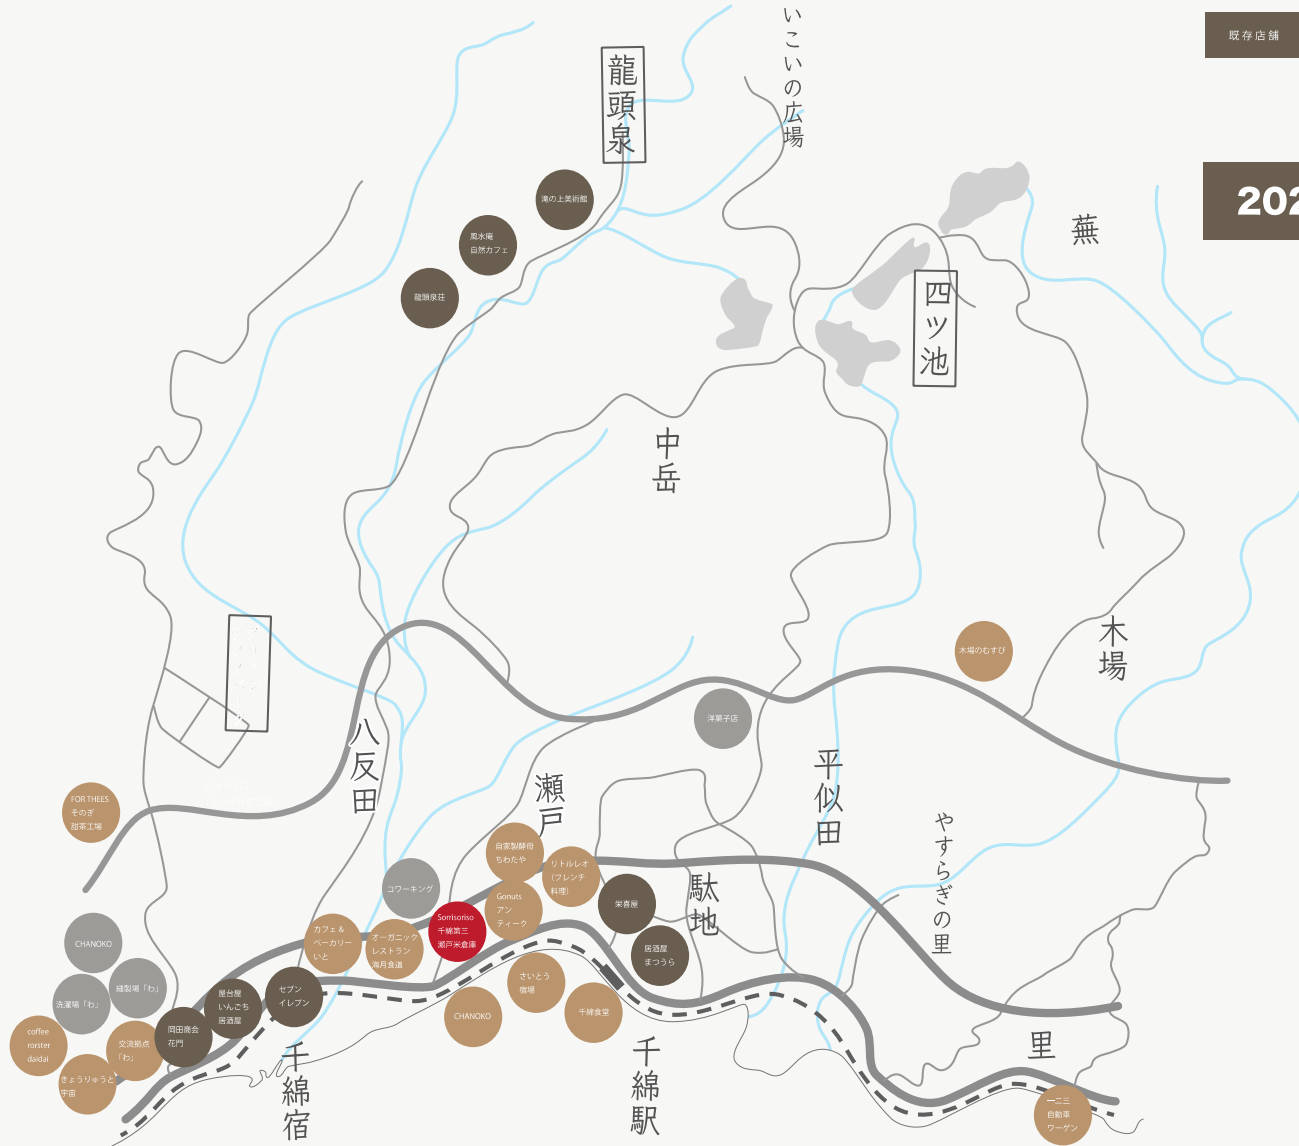 いこいの広場
既存店舗
龍頭泉
202
滝の上美術館
風水庵
自然カフェ
龍頭泉荘
蕪
四ツ池
中岳
木場
木場のむすび
洋菓子店
八反田
平似田
瀬戸
FOR THEES
そのぎ
甜茶工場
やすらぎの里
自家製酵母
ちわたや
リトルレオ
(フレンチ
料理)
コワーキング
Gonuts
アン
ティーク
駄地
栄喜屋
Sorrisoriso
千綿第三
瀬戸米倉庫
カフェ &
ベーカリー
いと
オーガニック
レストラン
海月食道
CHANOKO
居酒屋
まつうら
縫製場「わ」
洗濯場「わ」
セブン
イレブン
屋台屋
いんごち
居酒屋
さいとう
宿場
CHANOKO
千綿食堂
岡田商会
花門
coffee
rorster
daidai
交流拠点
「わ」
きょうりゅうと
宇宙
千綿宿
千綿駅
里
一二三
自動車
ワーゲン